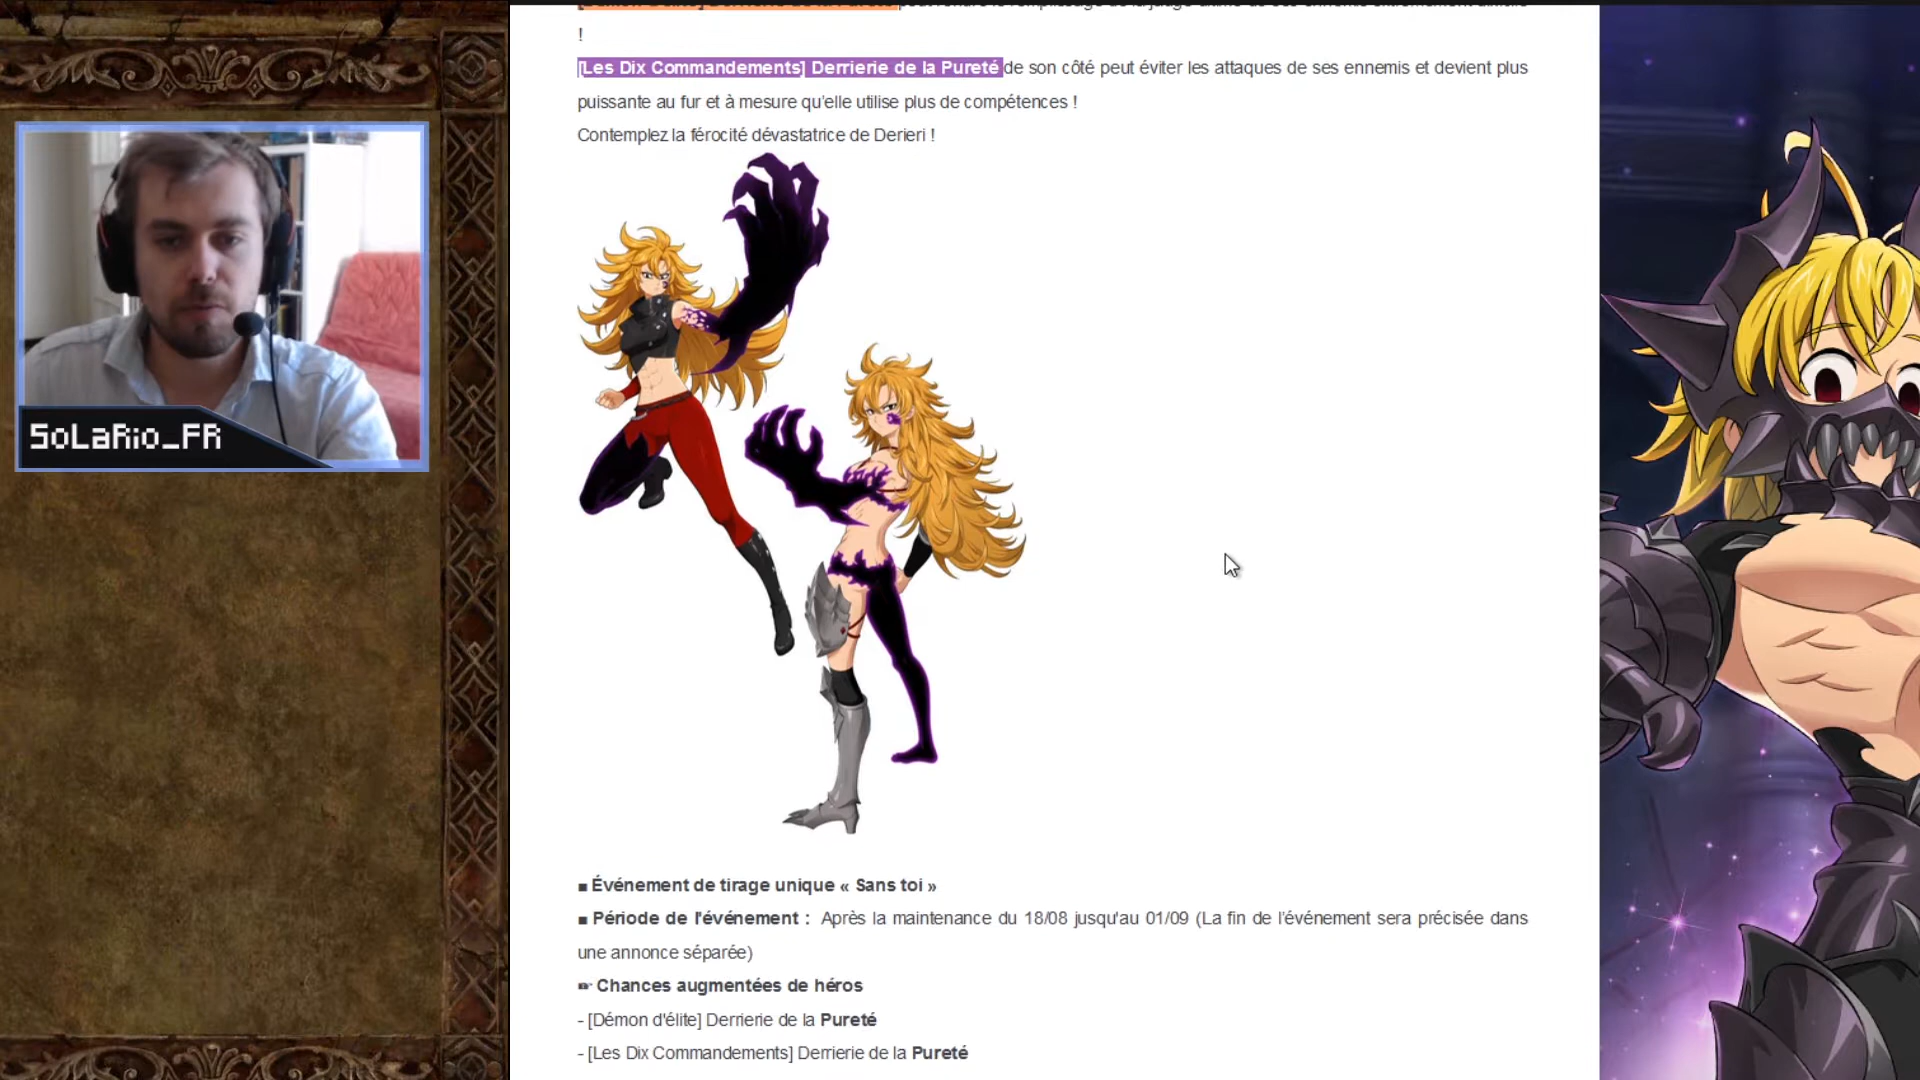 !
[Les Dix Commandements] Derrierie de la Pureté de son côté peut éviter les attaques de ses ennemis et devient plus
puissante au fur et à mesure qu'elle utilise plus de compétences !
Contemplez la férocité dévastatrice de Derieri !
SoLaRio_FR
■ Événement de tirage unique « Sans toi »
■ Période de l'événement : Après la maintenance du 18/08 jusqu'au 01/09 (La fin de l'événement sera précisée dans
une annonce séparée)
☛ Chances augmentées de héros
- [Démon d'élite] Derrierie de la Pureté
- [Les Dix Commandements] Derrierie de la Pureté